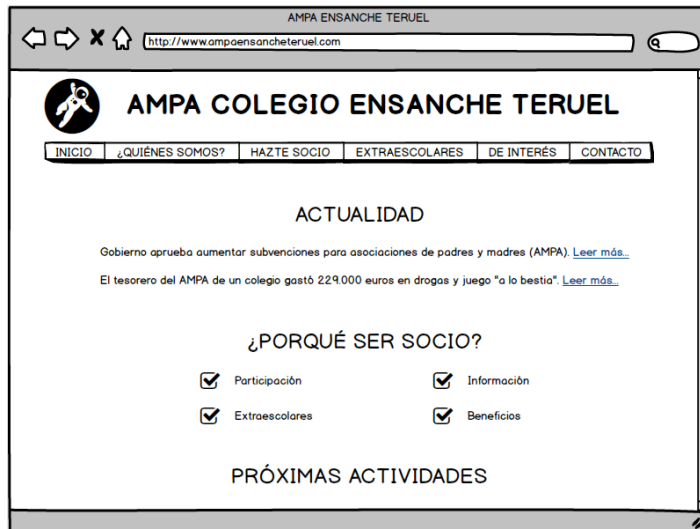 AMPA ENSANCHE TERUEL
http://www.ampaensancheteruel.com
AMPA COLEGIO ENSANCHE TERUEL
INICIO ¿QUIÉNES SOMOS? HAZTE SOCIO EXTRAESCOLARES DE INTERÉS CONTACTO
ACTUALIDAD
Gobierno aprueba aumentar subvenciones para asociaciones de padres y madres (AMPA). Leer más...
El tesorero del AMPA de un colegio gastó 229.000 euros en drogas y juego "a lo bestia". Leer más...
¿PORQUÉ SER SOCIO?
Participación Información
Extraescolares Beneficios
PRÓXIMAS ACTIVIDADES